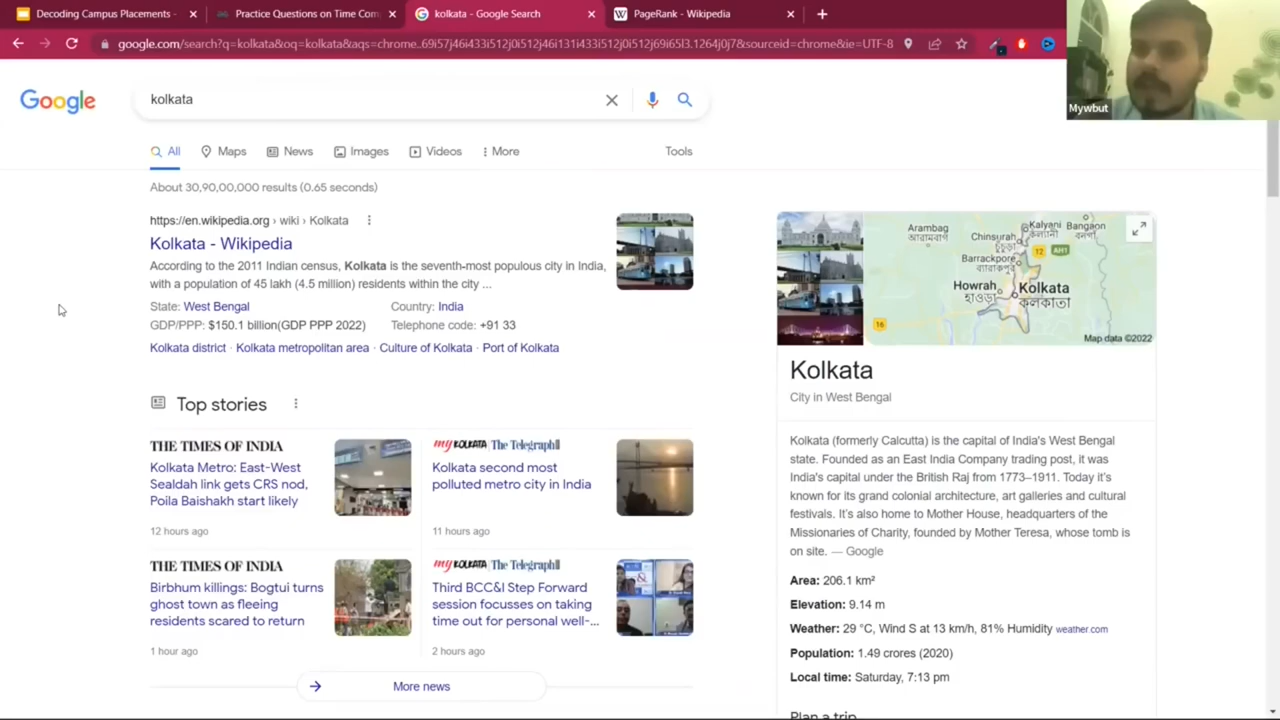 Decoding Campus Placements -
Practice Questions on Time Com
kolkata - Google Search
PageRank - Wikipedia
google.com/search?q=kolkata&oq=kolkata&aqs=chrome..69i57j46i433i512j0i512j46i131i433i512j0i512j69i65l3.1264j0j7&sourceid=chrome&ie=UTF-8
Mywbut
Google
kolkata
All Maps News Images Videos More Tools
About 30,90,00,000 results (0.65 seconds)
https://en.wikipedia.org › wiki › Kolkata
Kolkata - Wikipedia
According to the 2011 Indian census, Kolkata is the seventh-most populous city in India,
with a population of 45 lakh (4.5 million) residents within the city ...
State: West Bengal Country: India
GDP/PPP: $150.1 billion(GDP PPP 2022) Telephone code: +91 33
Kolkata district · Kolkata metropolitan area · Culture of Kolkata · Port of Kolkata
Top stories
THE TIMES OF INDIA
Kolkata Metro: East-West
Sealdah link gets CRS nod,
Poila Baishakh start likely
12 hours ago
my KOLKATA The Telegraph
Kolkata second most
polluted metro city in India
11 hours ago
THE TIMES OF INDIA
Birbhum killings: Bogtui turns
ghost town as fleeing
residents scared to return
1 hour ago
my KOLKATA The Telegraph
Third BCC&I Step Forward
session focusses on taking
time out for personal well-...
2 hours ago
More news
Arambag
আরামবাগ
Chinsurah
চুঁচুড়া
Kalyani
কল্যাণী
Bangaon
বনগাঁ
12 AH1
Barrackpore
ব্যারাকপুর
Howrah
হাওড়া
Kolkata
কলকাতা
16
Map data ©2022
Kolkata
City in West Bengal
Kolkata (formerly Calcutta) is the capital of India's West Bengal
state. Founded as an East India Company trading post, it was
India's capital under the British Raj from 1773–1911. Today it's
known for its grand colonial architecture, art galleries and cultural
festivals. It's also home to Mother House, headquarters of the
Missionaries of Charity, founded by Mother Teresa, whose tomb is
on site. — Google
Area: 206.1 km²
Elevation: 9.14 m
Weather: 29 °C, Wind S at 13 km/h, 81% Humidity weather.com
Population: 1.49 crores (2020)
Local time: Saturday, 7:13 pm
Plan a trip